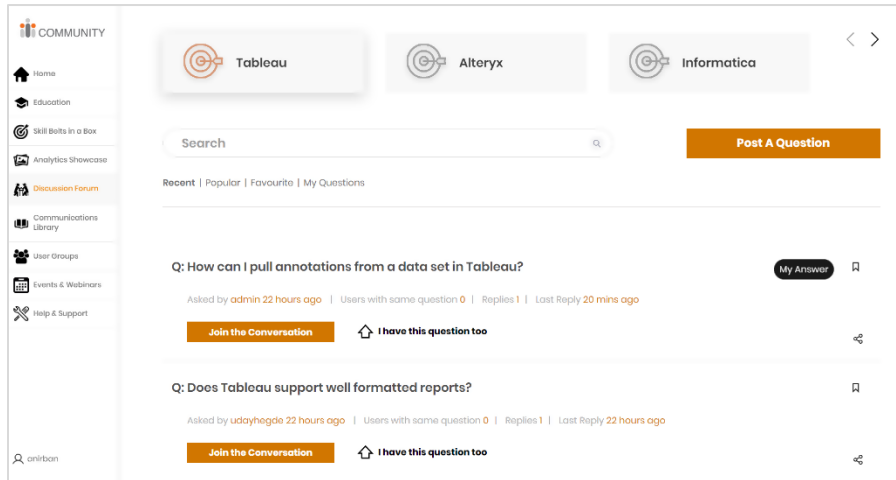 COMMUNITY
Home
Education
Skill Belts in a Box
Analytics Showcase
Discussion Forum
Communications
Library
User Groups
Events & Webinars
Help & Support
anirban
Tableau
Alteryx
Informatica
Search
Post A Question
Recent | Popular | Favourite | My Questions
Q: How can I pull annotations from a data set in Tableau?
My Answer
Asked by admin 22 hours ago | Users with same question 0 | Replies 1 | Last Reply 20 mins ago
Join the Conversation
I have this question too
Q: Does Tableau support well formatted reports?
Asked by udayhegde 22 hours ago | Users with same question 0 | Replies 1 | Last Reply 22 hours ago
Join the Conversation
I have this question too